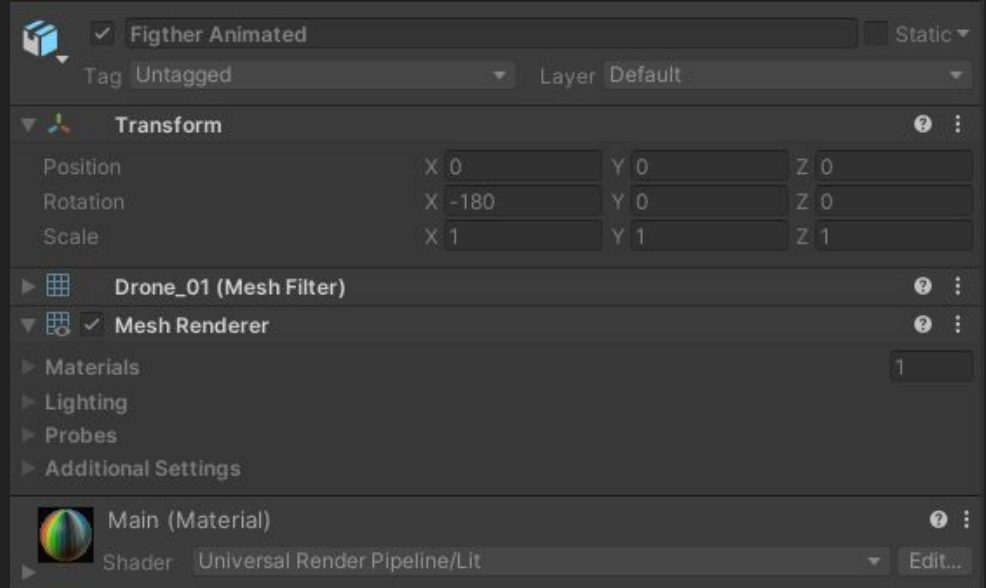 Figther Animated Static
Tag Untagged Layer Default
Transform
Position X 0 Y 0 Z 0
Rotation X -180 Y 0 Z 0
Scale X 1 Y 1 Z 1
Drone_01 (Mesh Filter)
Mesh Renderer
Materials 1
Lighting
Probes
Additional Settings
Main (Material)
Shader Universal Render Pipeline/Lit Edit...